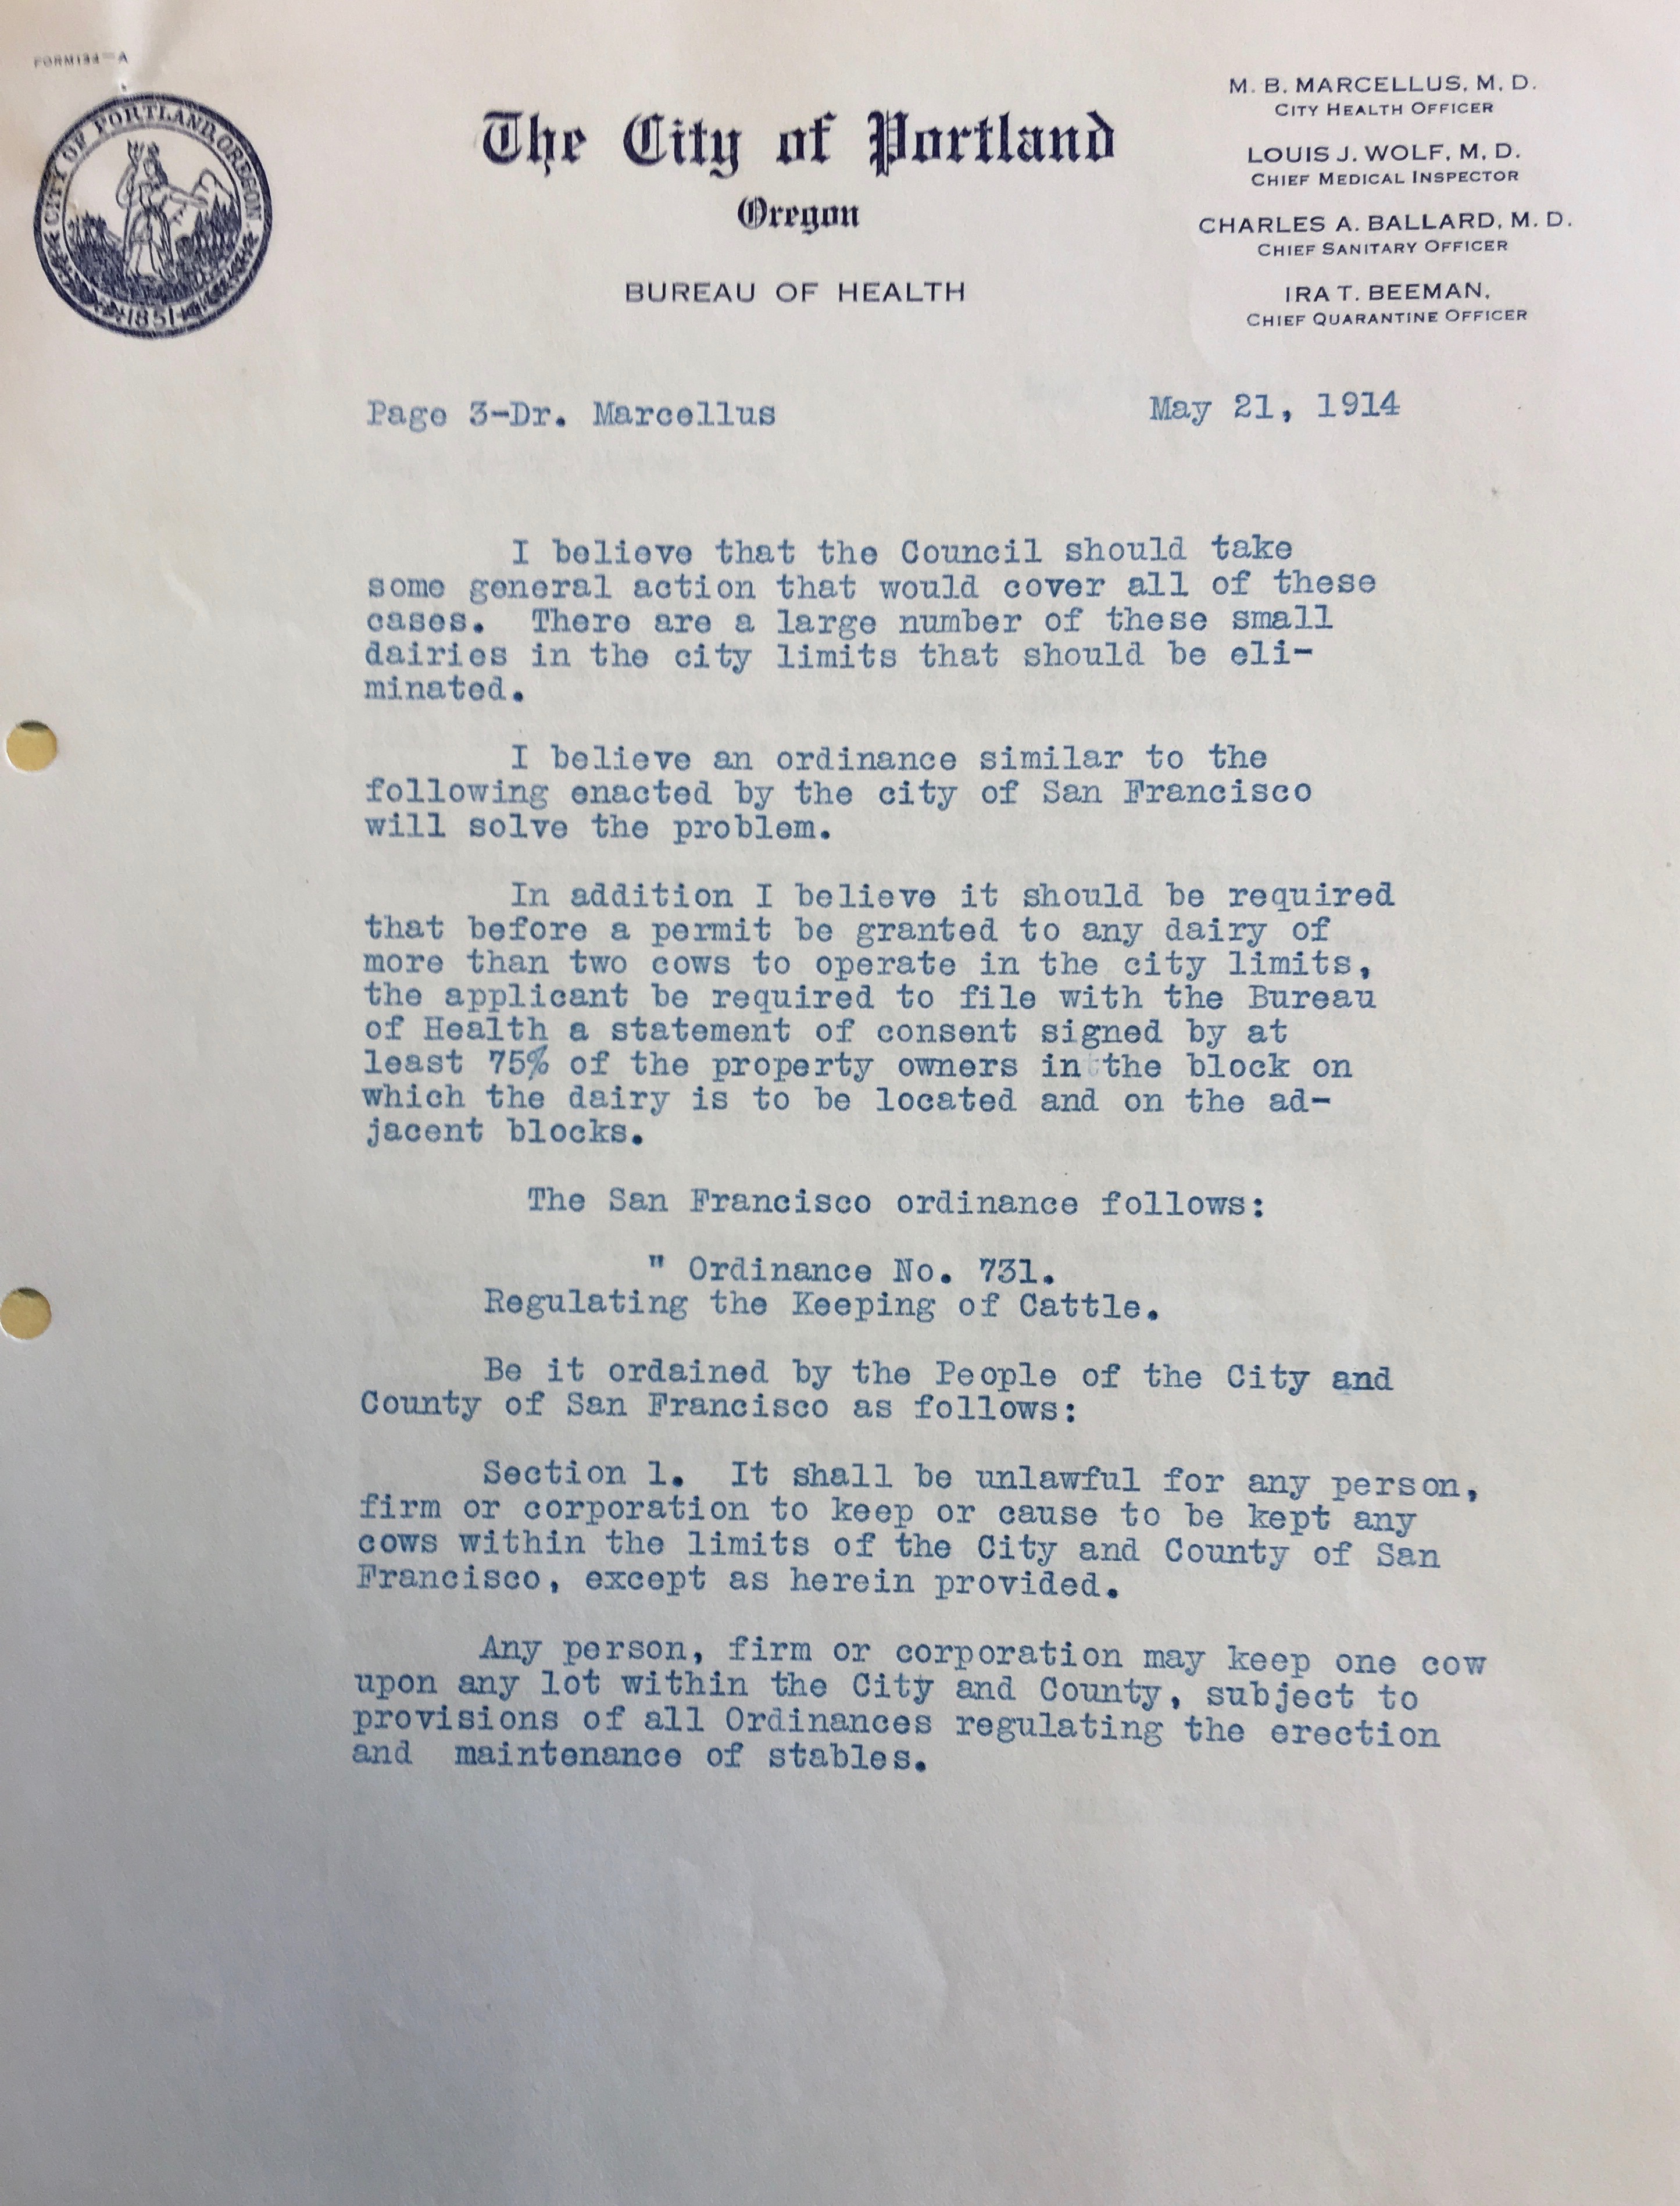 FORM134-A
CITY OF PORTLAND, OREGON
1851
The City of Portland
Oregon
BUREAU OF HEALTH
M. B. MARCELLUS, M. D.
CITY HEALTH OFFICER
LOUIS J. WOLF, M. D.
CHIEF MEDICAL INSPECTOR
CHARLES A. BALLARD, M. D.
CHIEF SANITARY OFFICER
IRA T. BEEMAN,
CHIEF QUARANTINE OFFICER
Page 3-Dr. Marcellus May 21, 1914
I believe that the Council should take
some general action that would cover all of these
cases. There are a large number of these small
dairies in the city limits that should be eli-
minated.
I believe an ordinance similar to the
following enacted by the city of San Francisco
will solve the problem.
In addition I believe it should be required
that before a permit be granted to any dairy of
more than two cows to operate in the city limits,
the applicant be required to file with the Bureau
of Health a statement of consent signed by at
least 75% of the property owners in the block on
which the dairy is to be located and on the ad-
jacent blocks.
The San Francisco ordinance follows:
" Ordinance No. 731.
Regulating the Keeping of Cattle.
Be it ordained by the People of the City and
County of San Francisco as follows:
Section 1. It shall be unlawful for any person,
firm or corporation to keep or cause to be kept any
cows within the limits of the City and County of San
Francisco, except as herein provided.
Any person, firm or corporation may keep one cow
upon any lot within the City and County, subject to
provisions of all Ordinances regulating the erection
and maintenance of stables.